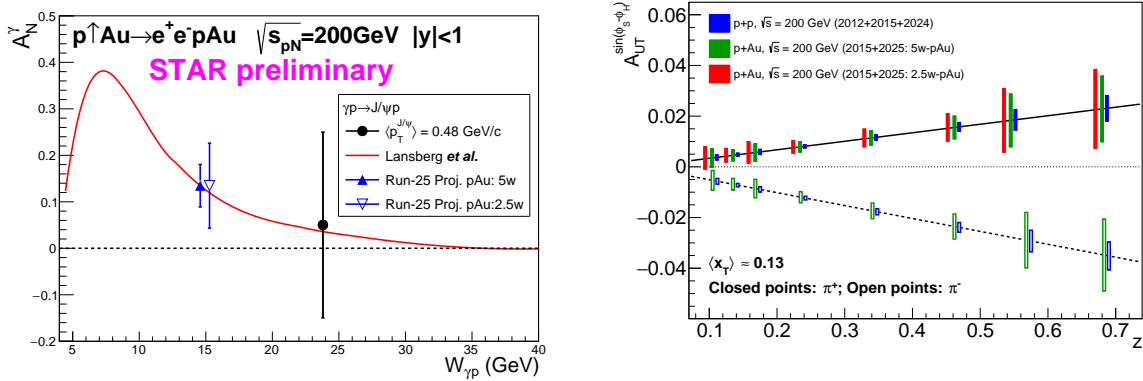 A_N^γ
p↑Au→e⁺e⁻pAu √s_pN=200GeV |y|<1
STAR preliminary
γp→J/ψp
⟨p_T^J/ψ⟩ = 0.48 GeV/c
Lansberg et al.
Run-25 Proj. pAu: 5w
Run-25 Proj. pAu:2.5w
0.5
0.4
0.3
0.2
0.1
0
−0.1
−0.2
5 10 15 20 25 30 35 40
W_γp (GeV)
A_UT^sin(ϕ_S-ϕ_H)
p+p, √s = 200 GeV (2012+2015+2024)
p+Au, √s = 200 GeV (2015+2025: 5w-pAu)
p+Au, √s = 200 GeV (2015+2025: 2.5w-pAu)
0.06
0.04
0.02
0
−0.02
−0.04
⟨x_T⟩ ≈ 0.13
Closed points: π⁺; Open points: π⁻
0.1 0.2 0.3 0.4 0.5 0.6 0.7
z